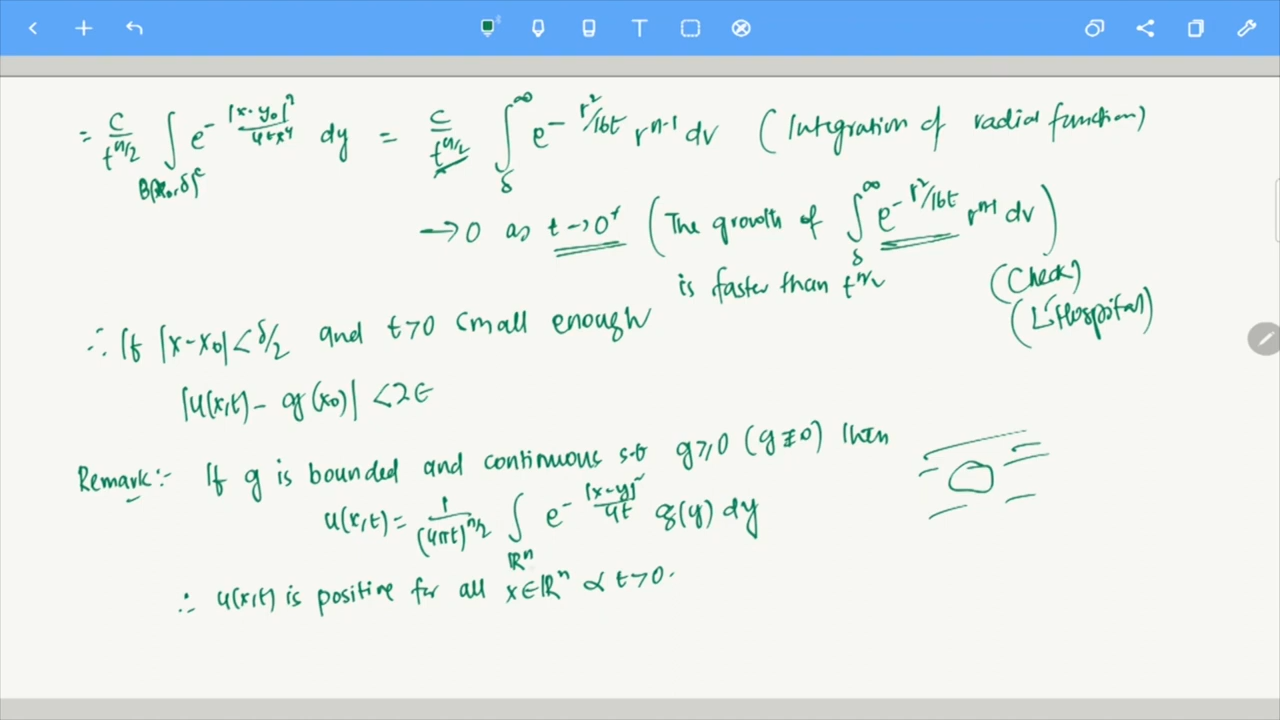 = C/t^{n/2} ∫_{B(x₀,δ)^c} e^{-|x-y₀|²/4t×4} dy = C/t^{n/2} ∫_δ^∞ e^{-r²/16t} r^{n-1} dr (Integration of radial function)
→ 0 as t→0⁺ (The growth of ∫_δ^∞ e^{-r²/16t} r^{n-1} dr)
is faster than t^{n/2} (Check)
(L'Hospital)
∴ If |x-x₀|<δ/2 and t>0 small enough
|u(x,t) - g(x₀)| < 2ϵ
Remark:- If g is bounded and continuous s.t g⩾0 (g≢0) then
u(x,t) = 1/(4πt)^{n/2} ∫_{ℝⁿ} e^{-|x-y|²/4t} g(y) dy
∴ u(x,t) is positive for all x∈ℝⁿ & t>0.
T